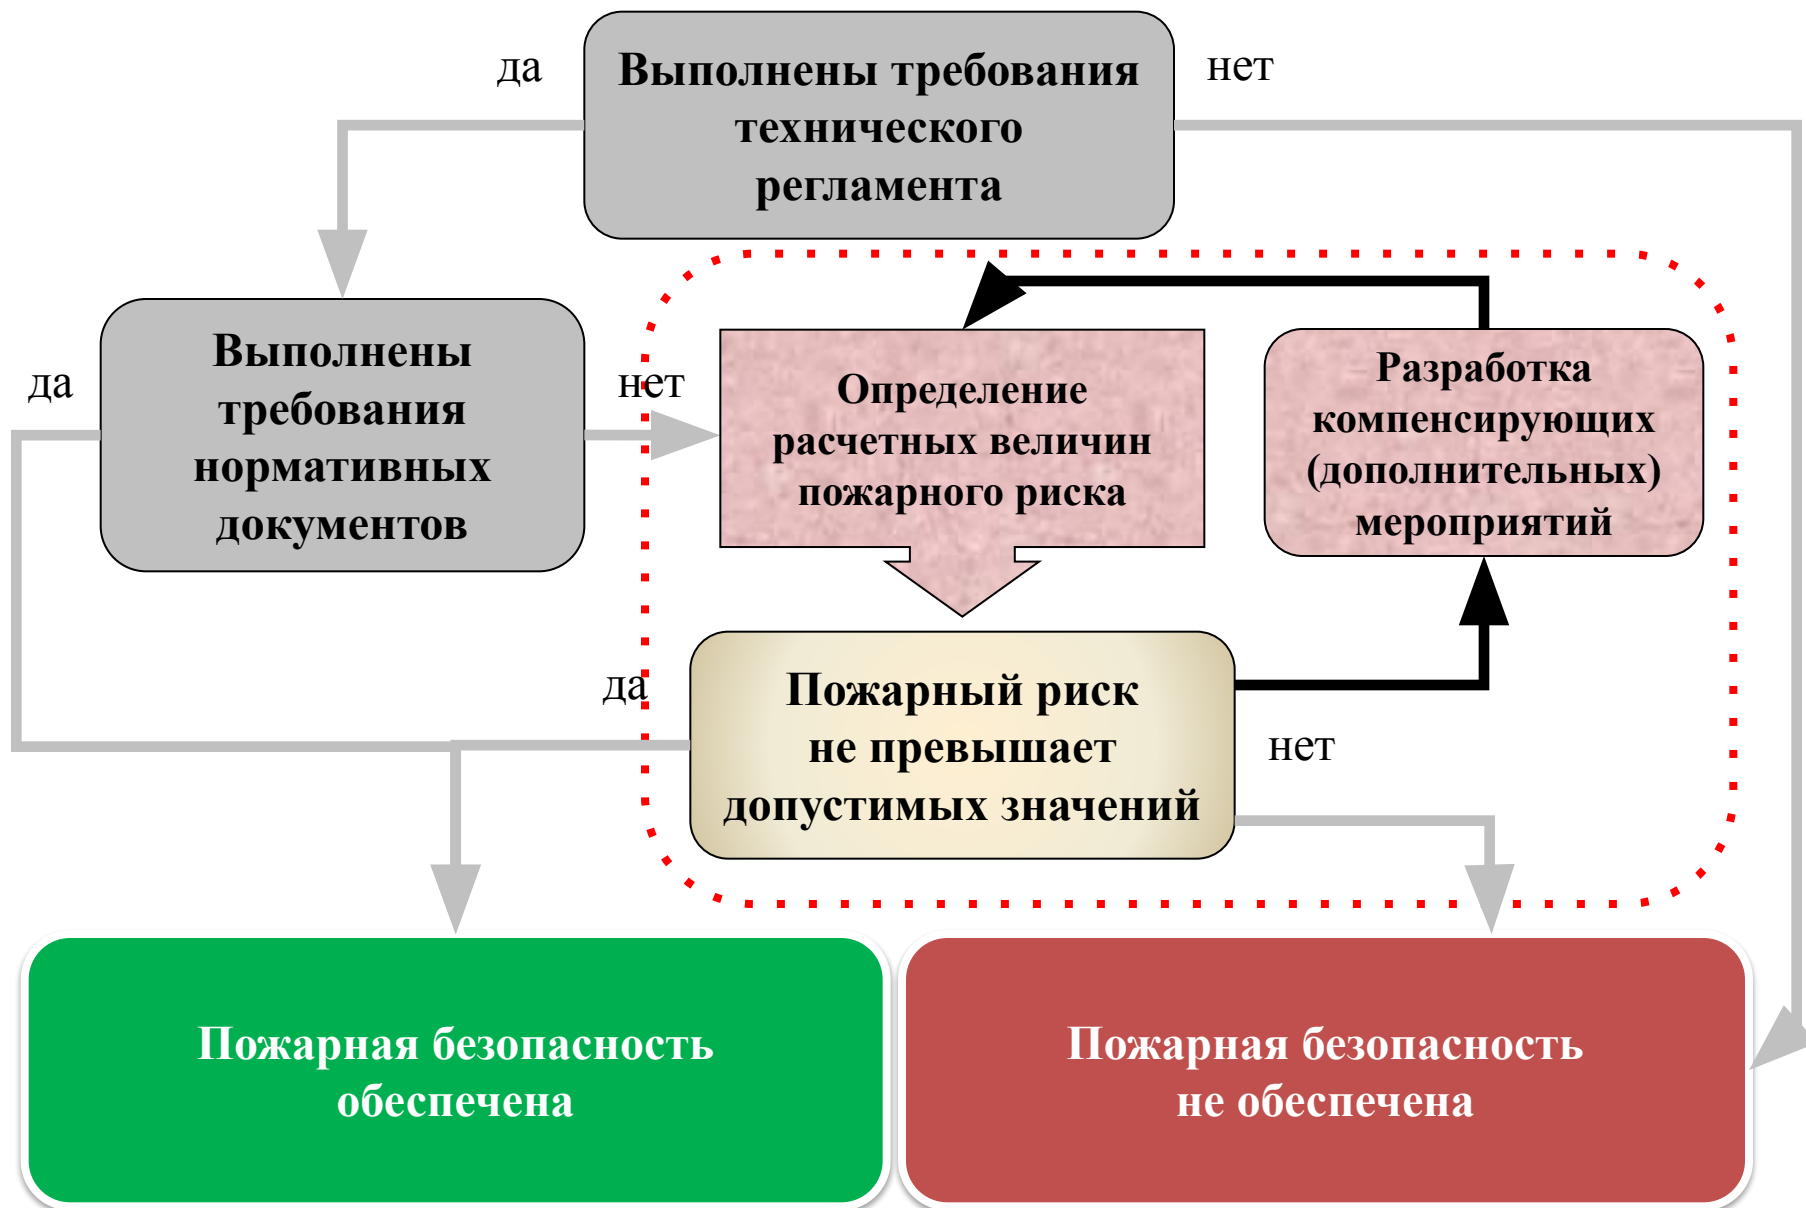 да
Выполнены требования
технического
регламента
нет
да
Выполнены
требования
нормативных
документов
нет
Определение
расчетных величин
пожарного риска
Разработка
компенсирующих
(дополнительных)
мероприятий
да
Пожарный риск
не превышает
допустимых значений
нет
Пожарная безопасность
обеспечена
Пожарная безопасность
не обеспечена